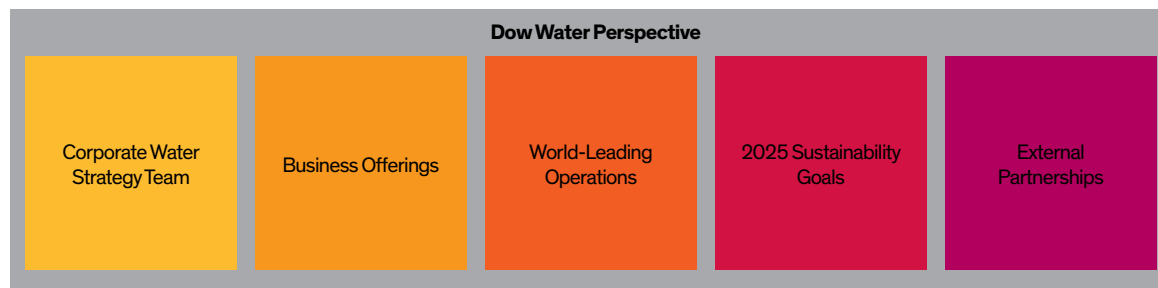 Dow Water Perspective
Corporate Water
Strategy Team
Business Offerings
World-Leading
Operations
2025 Sustainability
Goals
External
Partnerships